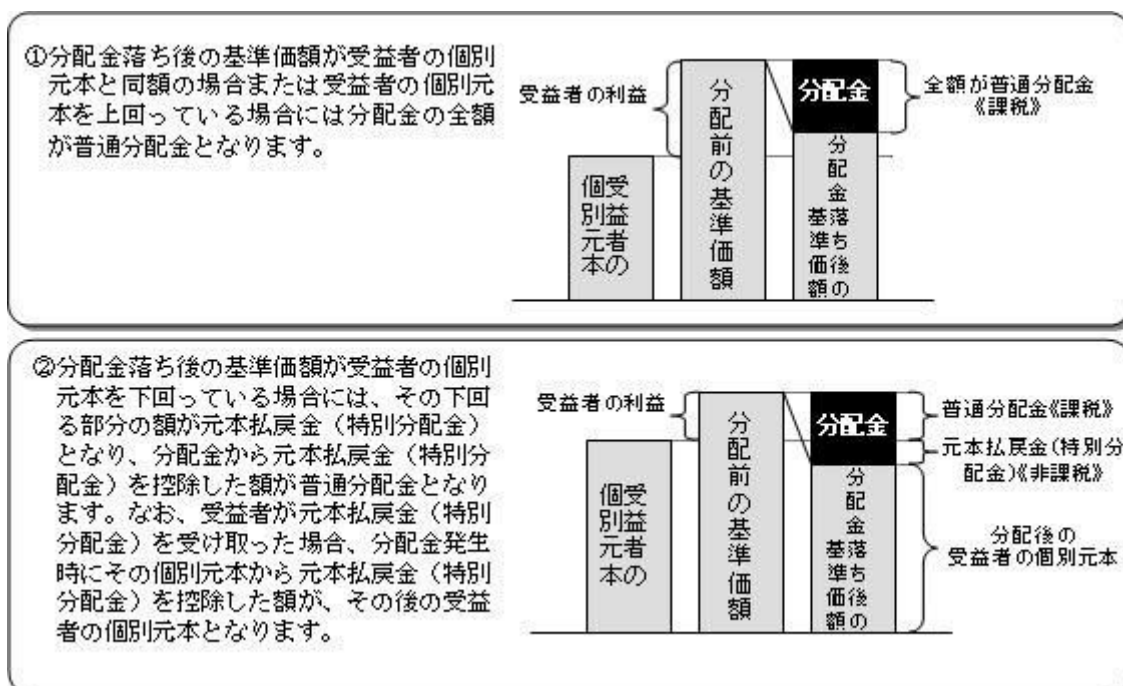 ①分配金落ち後の基準価額が受益者の個別
元本と同額の場合または受益者の個別元
本を上回っている場合には分配金の全額
が普通分配金となります。
受益者の利益
受益者の
個別元本
分配前の基準価額
分配金
分配金落ち後の
基準価額
全額が普通分配金
《課税》
②分配金落ち後の基準価額が受益者の個別
元本を下回っている場合には、その下回
る部分の額が元本払戻金（特別分配金）
となり、分配金から元本払戻金（特別分
配金）を控除した額が普通分配金となり
ます。なお、受益者が元本払戻金（特別
分配金）を受け取った場合、分配金発生
時にその個別元本から元本払戻金（特別
分配金）を控除した額が、その後の受益
者の個別元本となります。
受益者の利益
受益者の
個別元本
分配前の基準価額
分配金
分配金落ち後の
基準価額
普通分配金《課税》
元本払戻金(特別分
配金)《非課税》
分配後の
受益者の個別元本